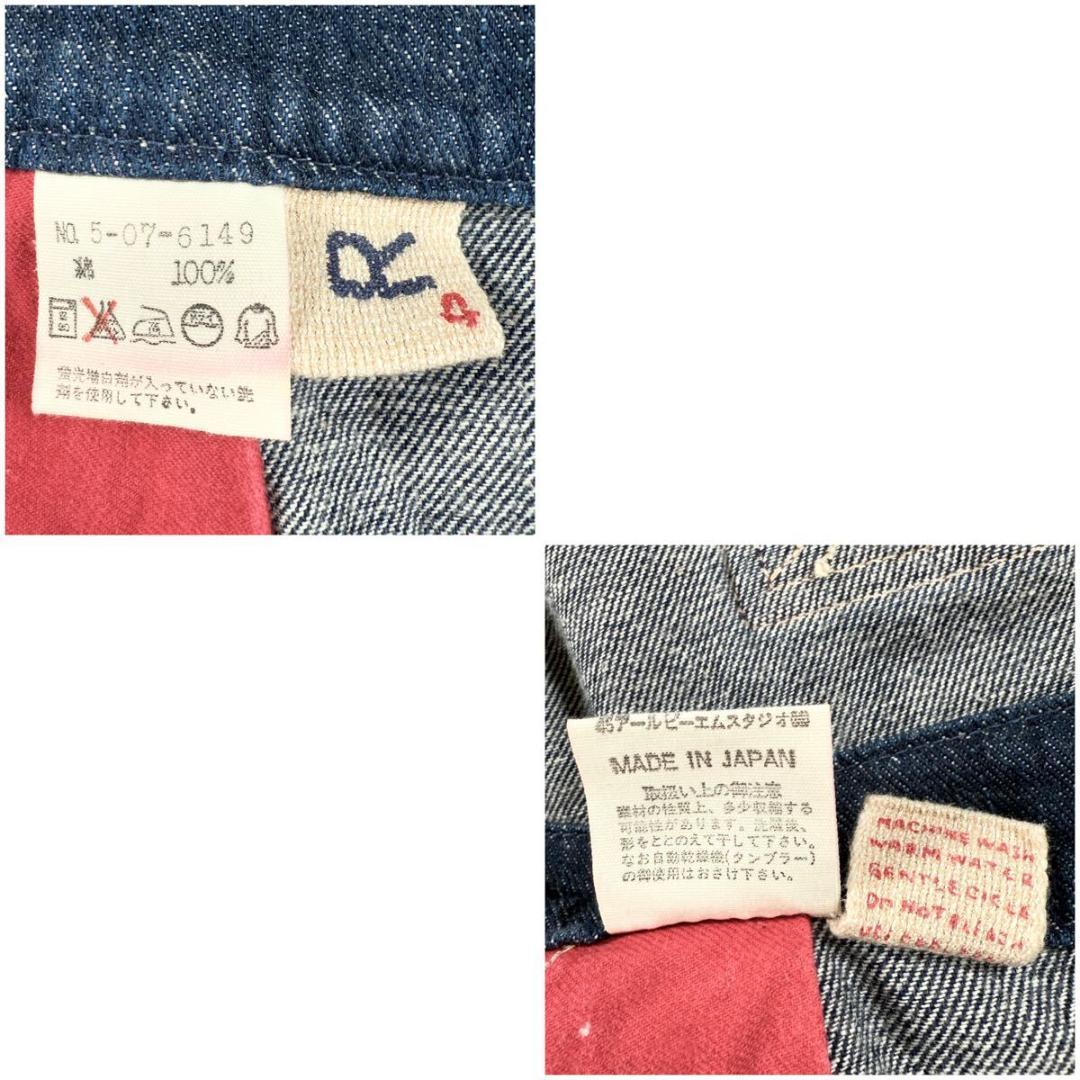 NO. 5-07-6149
綿 100%
蛍光増白剤が入っていない洗
剤を使用して下さい。
R
4
45アールピーエムスタジオ㈱
MADE IN JAPAN
取扱い上の御注意
素材の性質上、多少収縮する
可能性があります。洗濯後、
形をととのえて干して下さい。
なお自動乾燥機(タンブラー)
の御使用はおさけ下さい。
MACHINE WASH
WARM WATER
GENTLE CICLE
DO NOT BLEACH